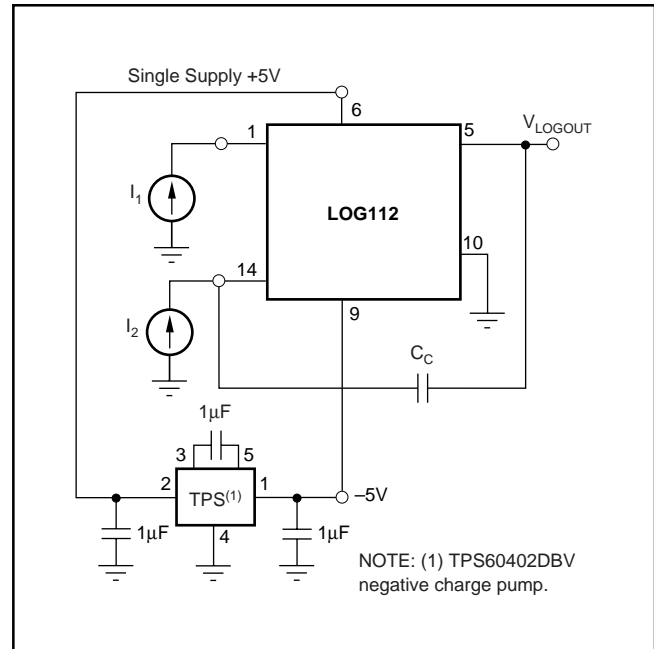 Single Supply +5V
6
1
5
V_LOGOUT
I_1
LOG112
10
14
I_2
9
C_C
1µF
3
5
2
TPS(1)
1
–5V
1µF
4
1µF
NOTE: (1) TPS60402DBV
negative charge pump.